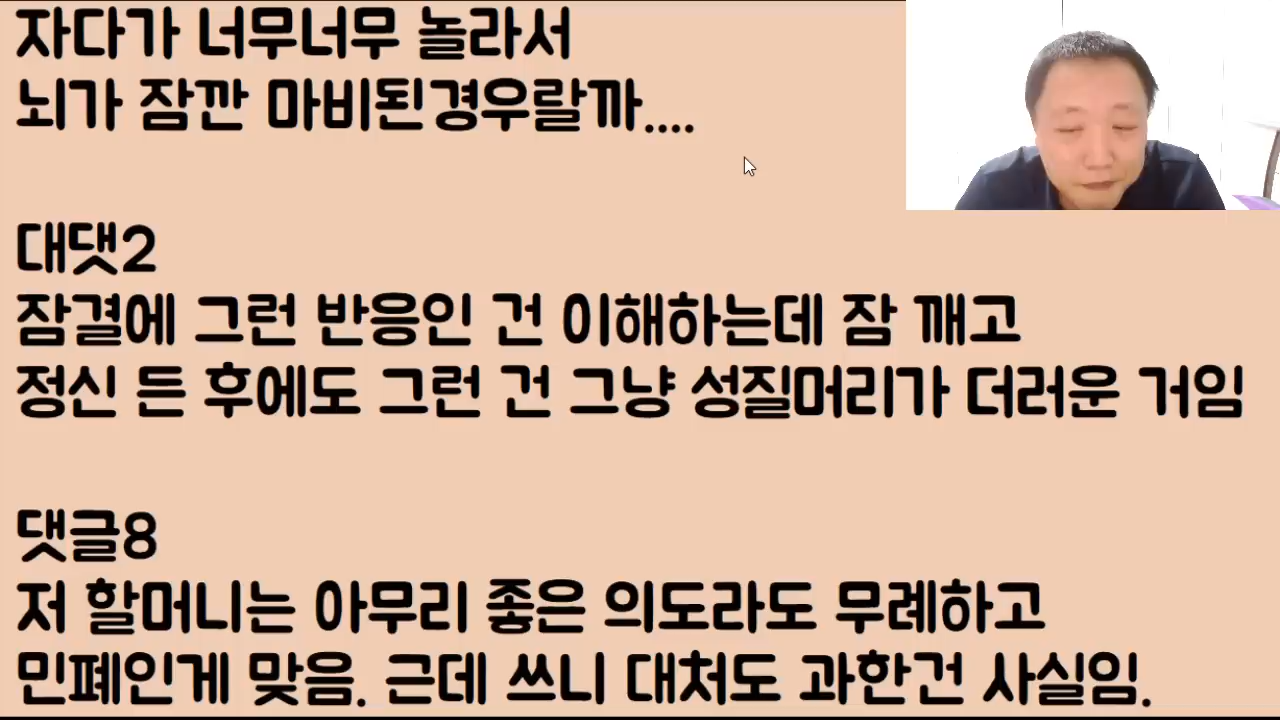 자다가 너무너무 놀라서
뇌가 잠깐 마비된경우랄까....
대댓2
잠결에 그런 반응인 건 이해하는데 잠 깨고
정신 든 후에도 그런 건 그냥 성질머리가 더러운 거임
댓글8
저 할머니는 아무리 좋은 의도라도 무례하고
민폐인게 맞음. 근데 쓰니 대처도 과한건 사실임.